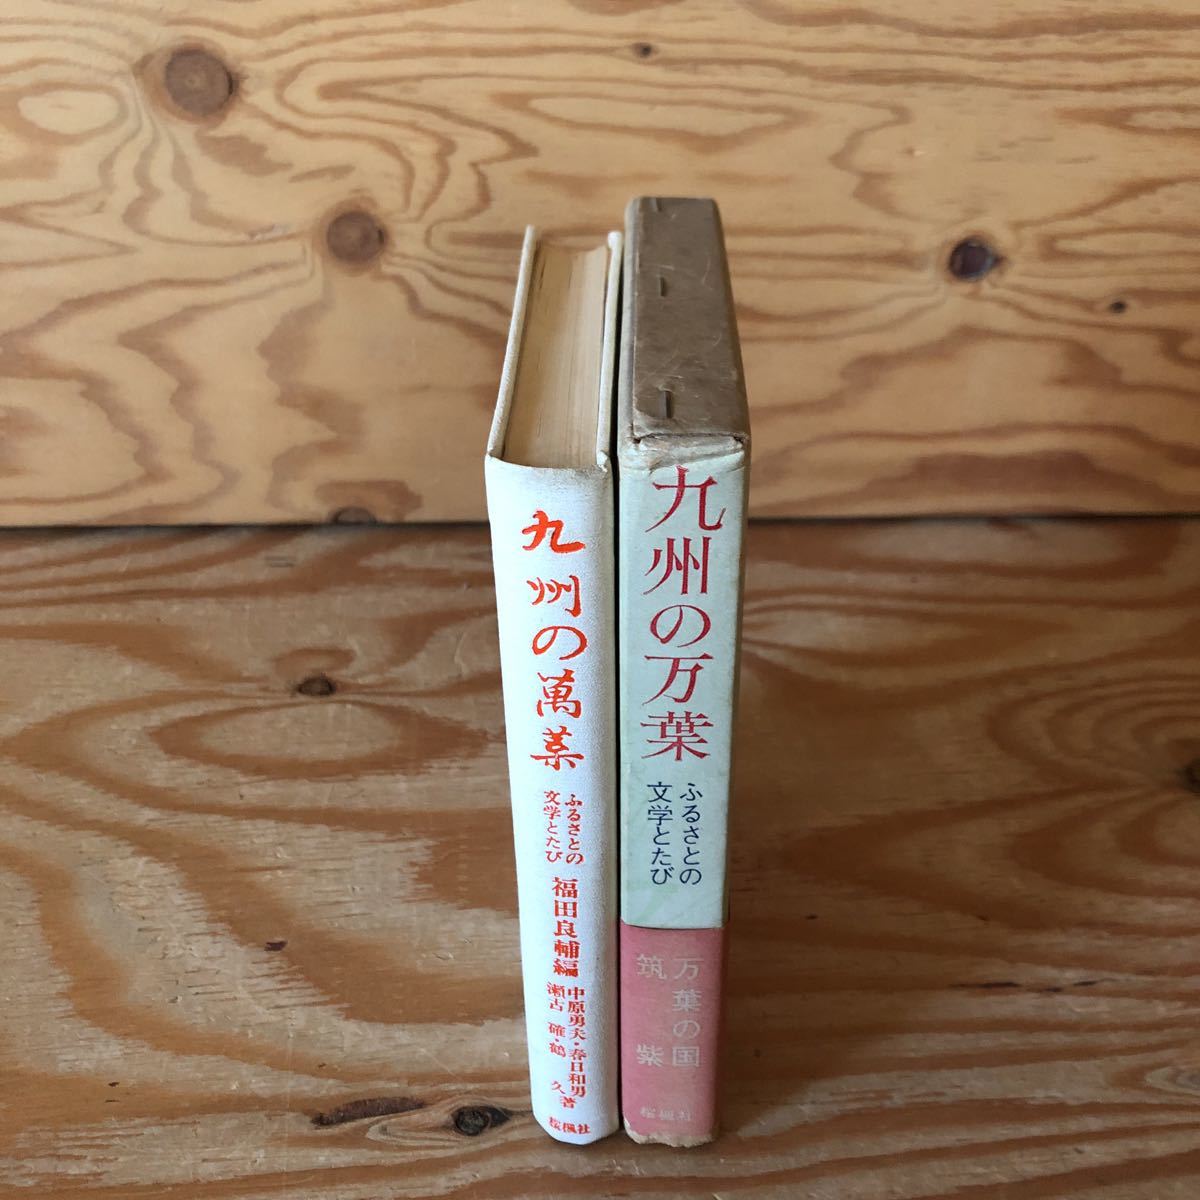 九州の萬葉
ふるさとの
文学とたび
福田良輔編
中原勇夫・春日和男
瀬古確・鶴久著
桜楓社
九州の万葉
ふるさとの
文学とたび
万葉の国
筑紫
桜楓社